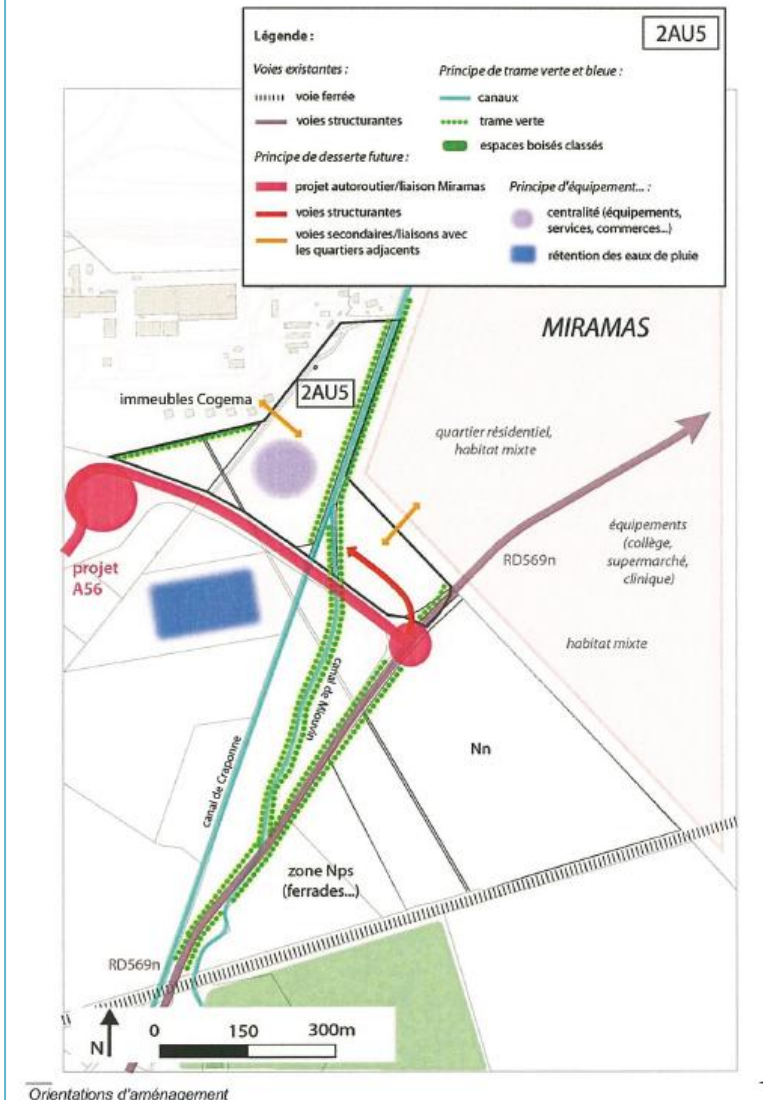 2AU5
Légende :
Voies existantes :
voie ferrée
voies structurantes
Principe de desserte future :
projet autoroutier/liaison Miramas
voies structurantes
voies secondaires/liaisons avec
les quartiers adjacents
Principe de trame verte et bleue :
canaux
trame verte
espaces boisés classés
Principe d'équipement... :
centralité (équipements,
services, commerces...)
rétention des eaux de pluie
MIRAMAS
immeubles Cogema
2AU5
quartier résidentiel,
habitat mixte
projet
A56
RD569n
équipements
(collège,
supermarché,
clinique)
habitat mixte
canal de Miouvin
canal de Craponne
Nn
zone Nps
(ferrades...)
RD569n
N
0 150 300m
Orientations d'aménagement